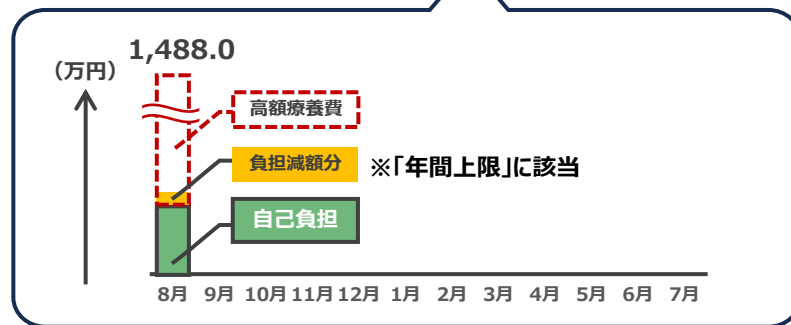 1,488.0
（万円）
高額療養費
負担減額分 ※｢年間上限｣に該当
自己負担
8月 9月 10月 11月 12月 1月 2月 3月 4月 5月 6月 7月